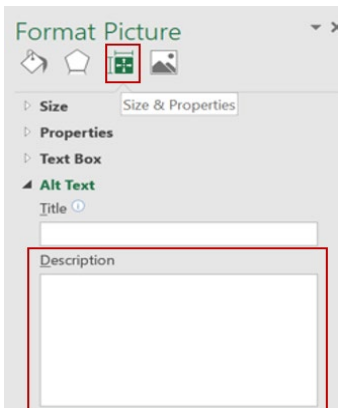 Format Picture
Size
Size & Properties
Properties
Text Box
Alt Text
Title
Description